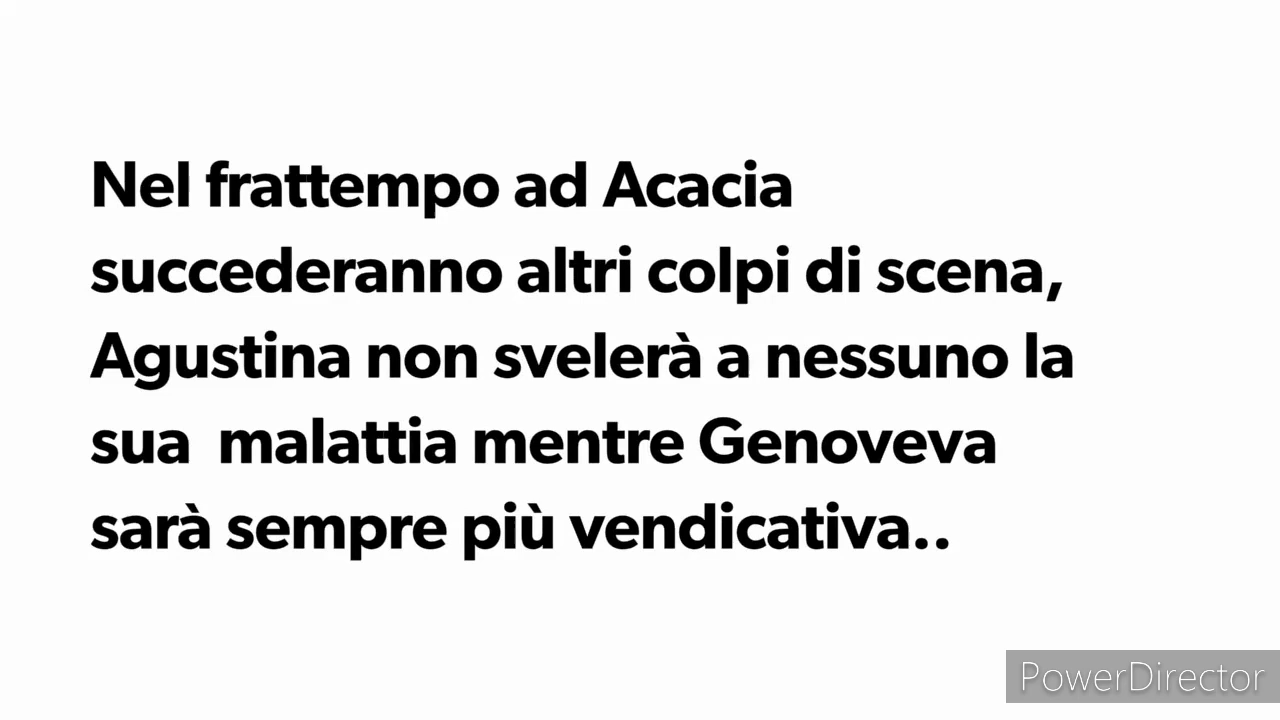 Nel frattempo ad Acacia
succederanno altri colpi di scena,
Agustina non svelerà a nessuno la
sua  malattia mentre Genoveva
sarà sempre più vendicativa..
PowerDirector